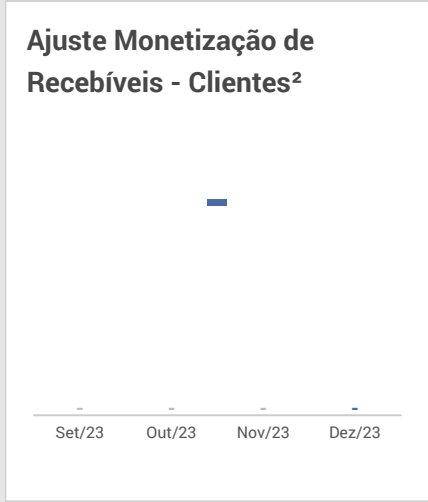 Ajuste Monetização de
Recebíveis - Clientes²
- - - -
Set/23 Out/23 Nov/23 Dez/23